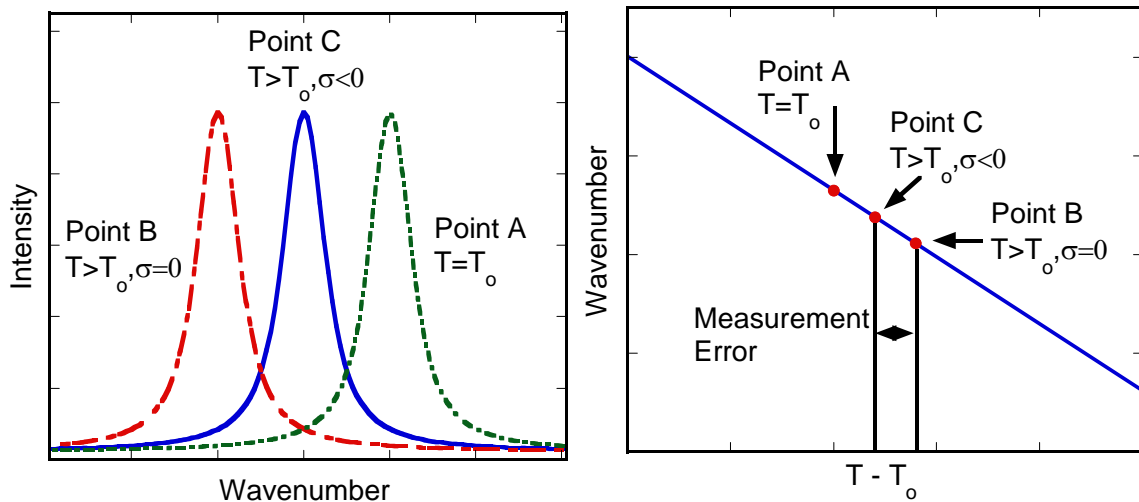 Point C
T>To,σ<0
Point B
T>To,σ=0
Point A
T=To
Intensity
Wavenumber
Point A
T=To
Point C
T>To,σ<0
Point B
T>To,σ=0
Measurement
Error
Wavenumber
T - To